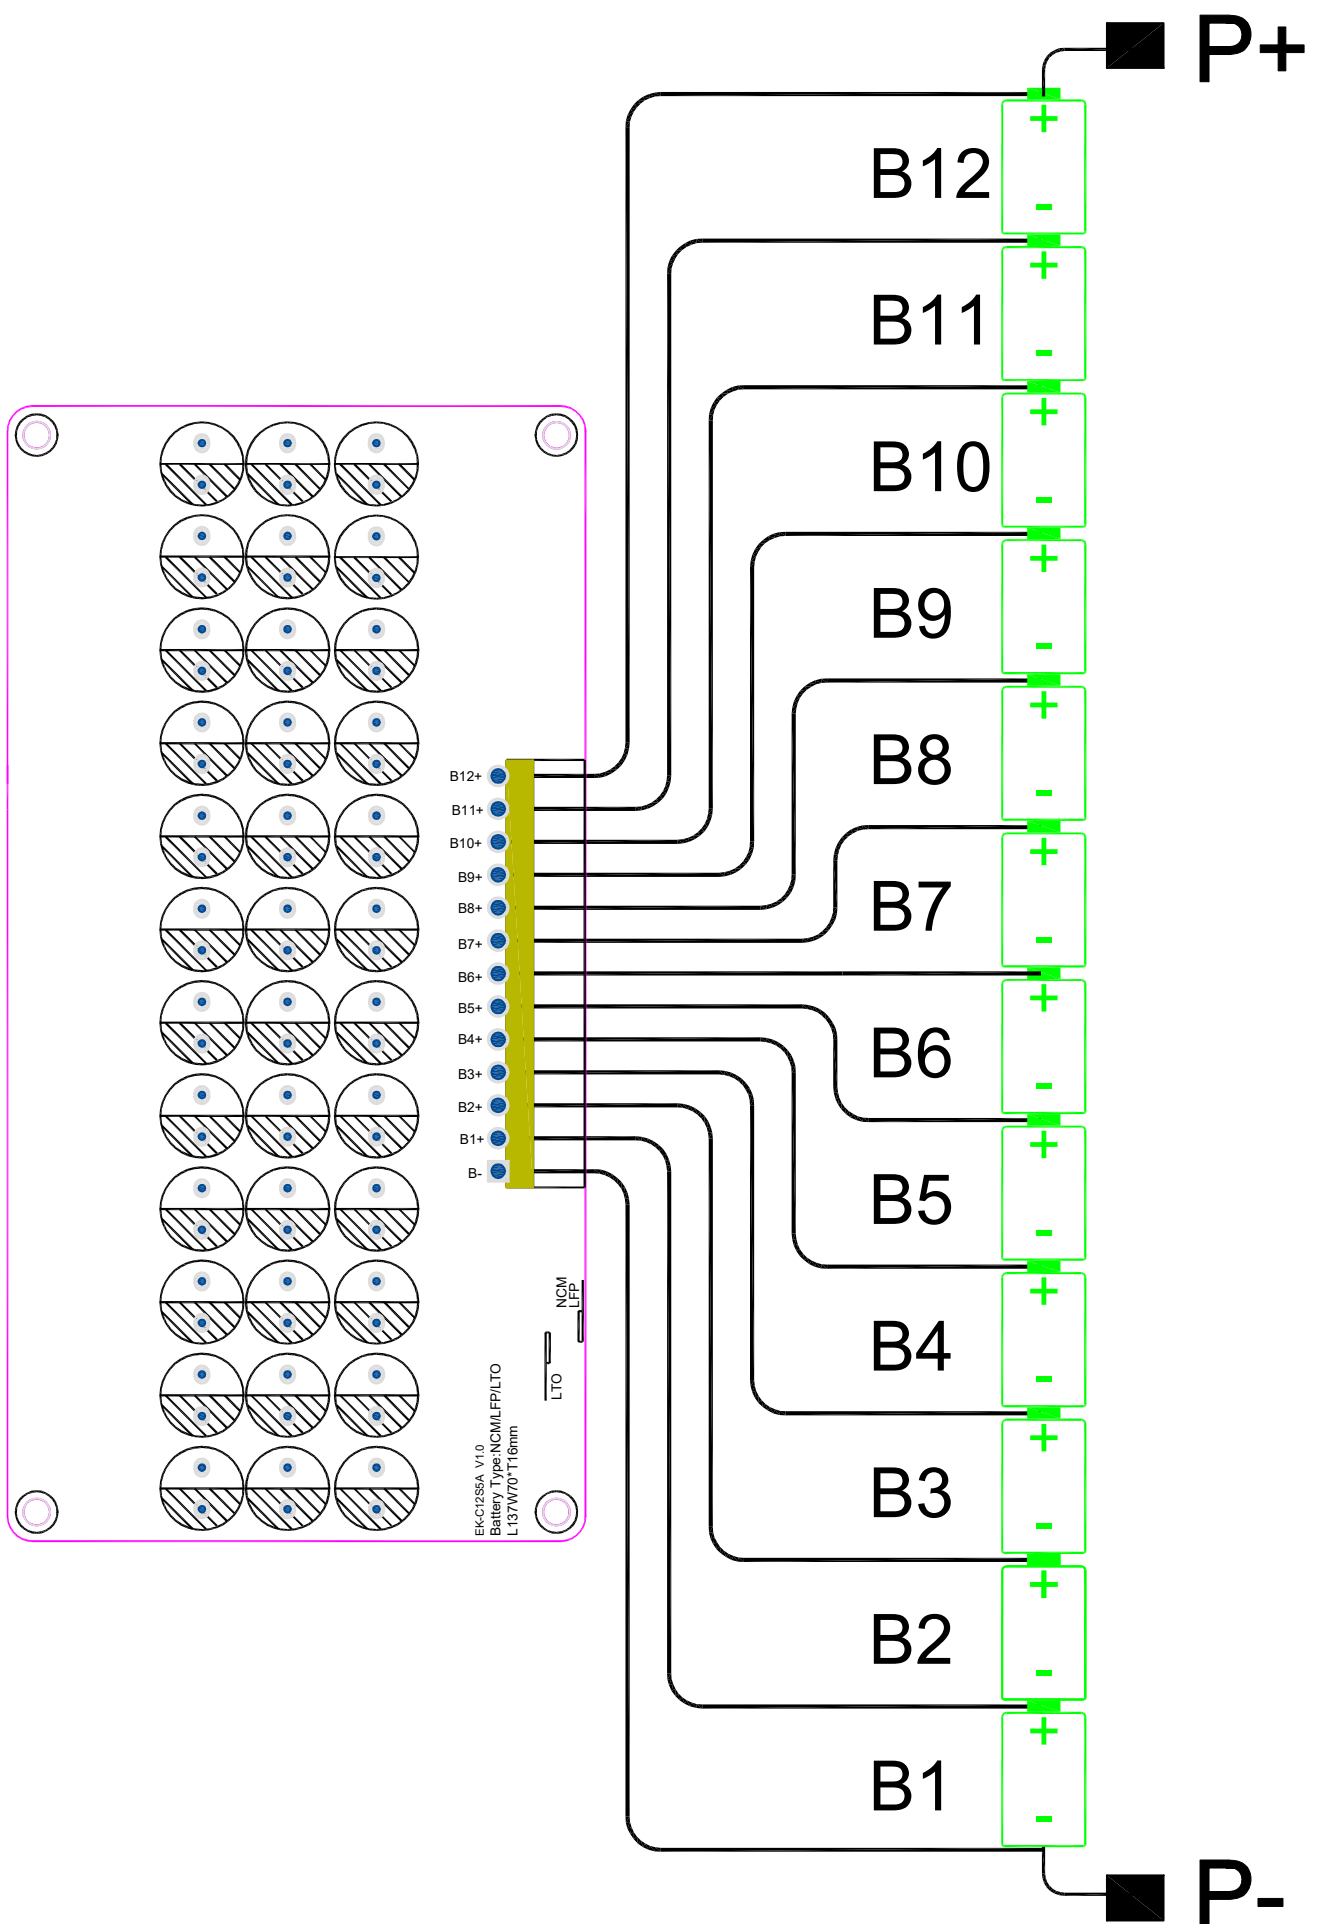 P+
B12
B11
B10
B9
B8
B7
B6
B5
B4
B3
B2
B1
P-
B12+
B11+
B10+
B9+
B8+
B7+
B6+
B5+
B4+
B3+
B2+
B1+
B-
NCM
LFP
LTO
EK-C12S5A V1.0
Battery Type:NCM/LFP/LTO
L137W70*T16mm
+
-
+
-
+
-
+
-
+
-
+
-
+
-
+
-
+
-
+
-
+
-
+
-